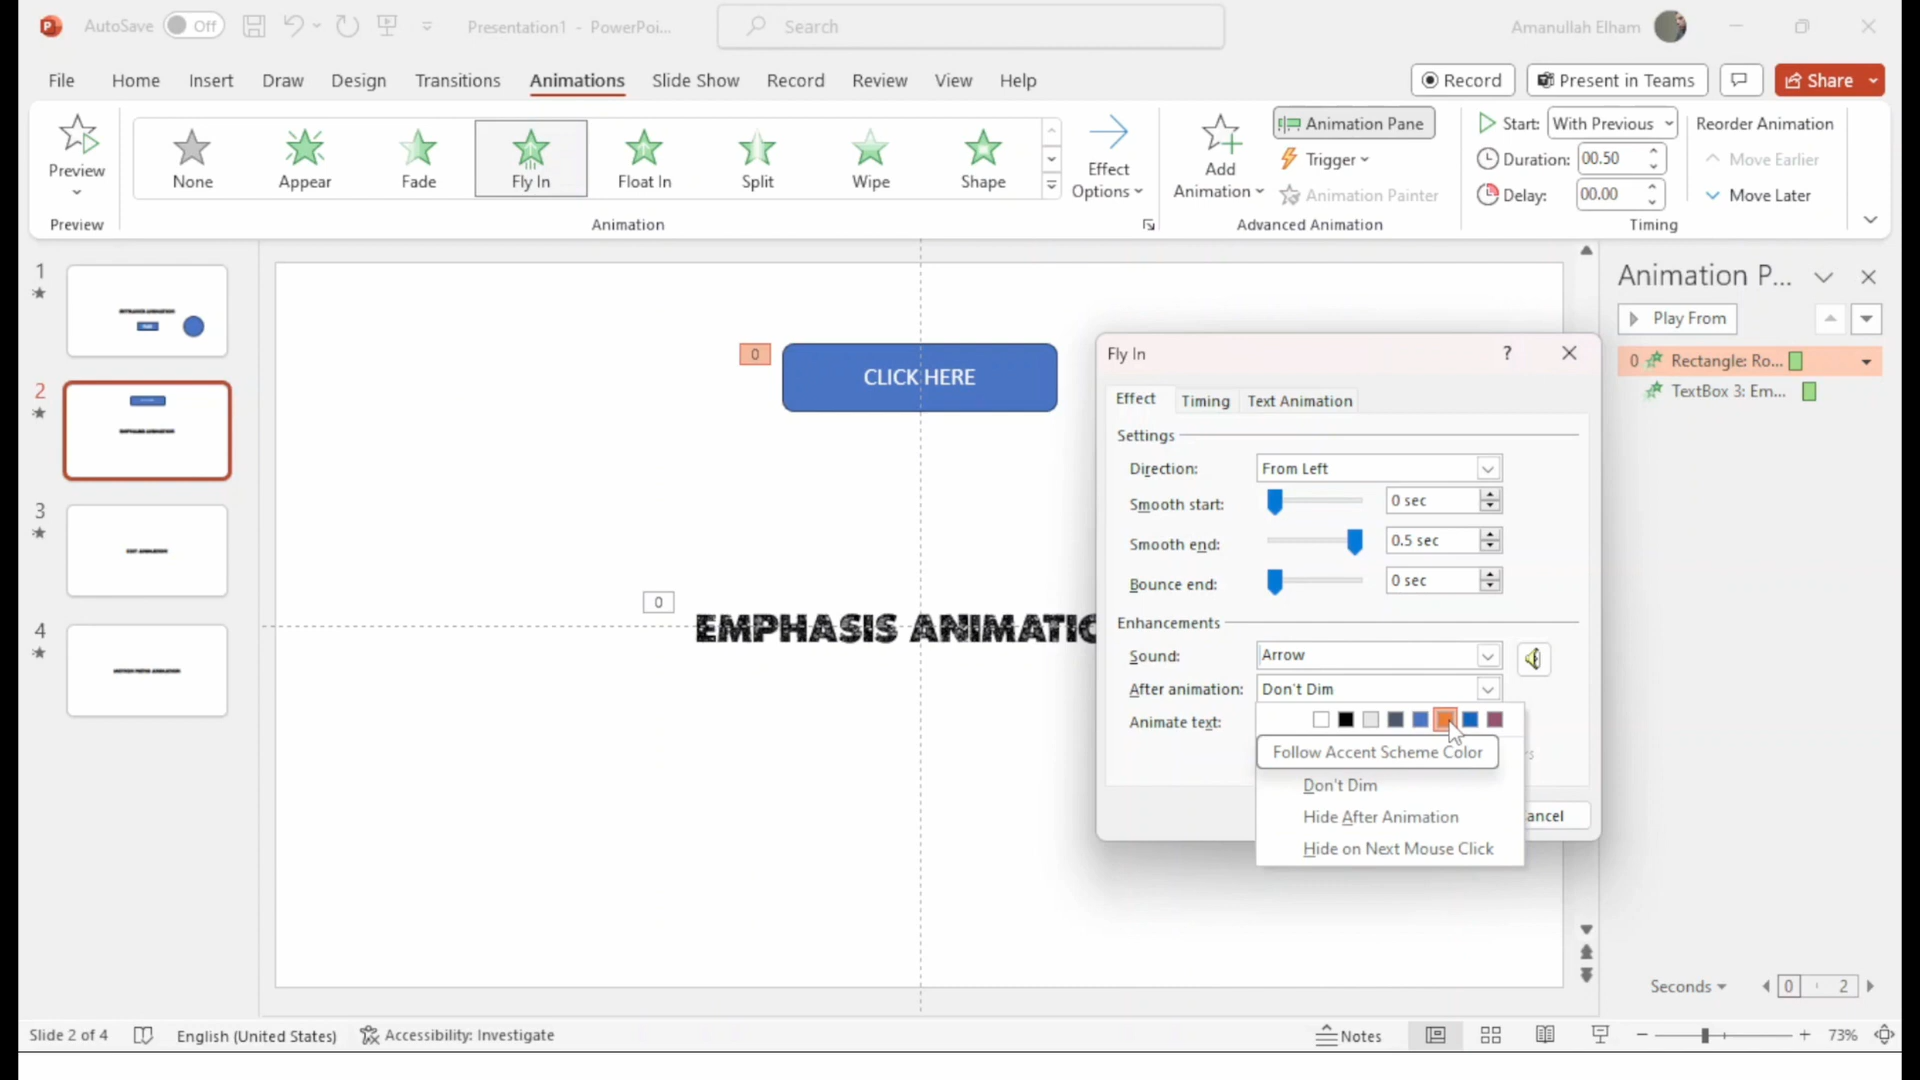 AutoSave Off Presentation1 - PowerPoi... Search Amanullah Elham
File Home Insert Draw Design Transitions Animations Slide Show Record Review View Help Record Present in Teams Share
Preview None Appear Fade Fly In Float In Split Wipe Shape Effect Options Add Animation
Animation Pane
Trigger
Animation Painter
Start: With Previous
Duration: 00.50
Delay: 00.00
Reorder Animation
Move Earlier
Move Later
Preview Animation Advanced Animation Timing
1
2
3
4
0
CLICK HERE
0
EMPHASIS ANIMATIO
Fly In ?
Effect Timing Text Animation
Settings
Direction: From Left
Smooth start: 0 sec
Smooth end: 0.5 sec
Bounce end: 0 sec
Enhancements
Sound: Arrow
After animation: Don't Dim
Animate text:
Follow Accent Scheme Color
Don't Dim
Hide After Animation
Hide on Next Mouse Click
ancel
Animation P...
Play From
0 Rectangle: Ro...
TextBox 3: Em...
Seconds 0 2
Slide 2 of 4 English (United States) Accessibility: Investigate Notes 73%